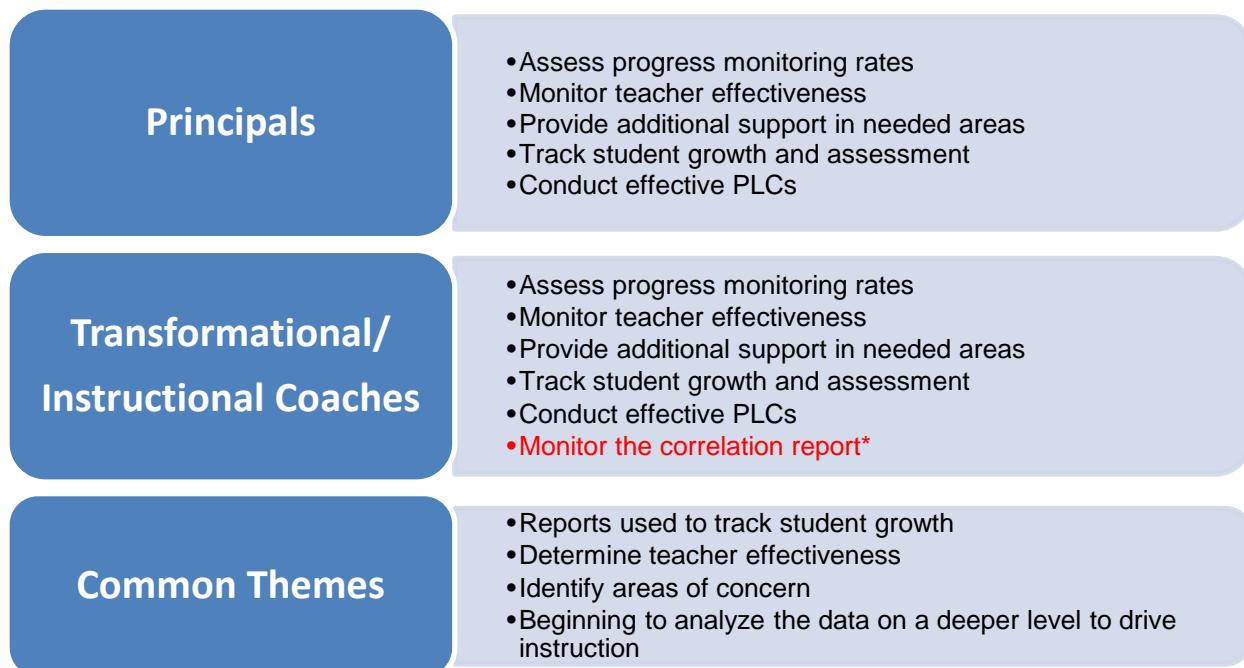 Principals
•Assess progress monitoring rates
•Monitor teacher effectiveness
•Provide additional support in needed areas
•Track student growth and assessment
•Conduct effective PLCs
Transformational/
Instructional Coaches
•Assess progress monitoring rates
•Monitor teacher effectiveness
•Provide additional support in needed areas
•Track student growth and assessment
•Conduct effective PLCs
•Monitor the correlation report*
Common Themes
•Reports used to track student growth
•Determine teacher effectiveness
•Identify areas of concern
•Beginning to analyze the data on a deeper level to drive
instruction